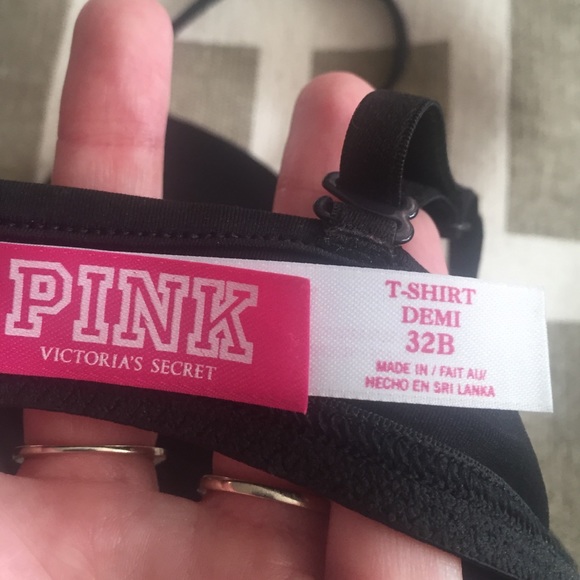 PINK
VICTORIA'S SECRET
T-SHIRT
DEMI
32B
MADE IN / FAIT AU/
HECHO EN SRI LANKA